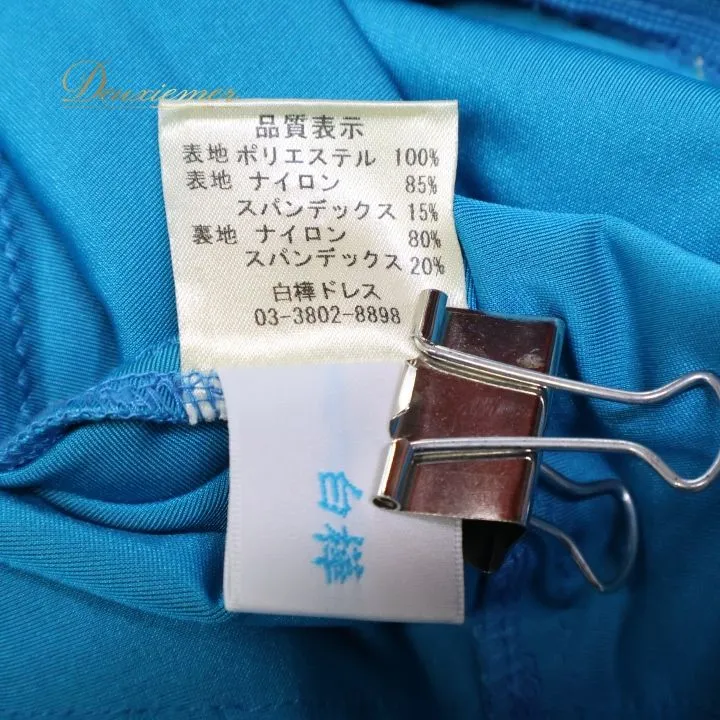 Dauxiemer
品質表示
表地 ポリエステル 100%
表地 ナイロン 85%
スパンデックス 15%
裏地 ナイロン 80%
スパンデックス 20%
白樺ドレス
03-3802-8898
白樺